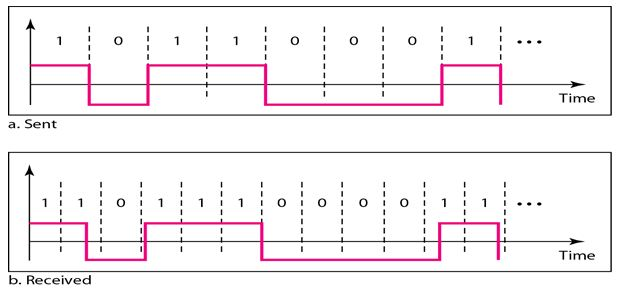 1 0 1 1 0 0 0 1 ...
Time
a. Sent
1 1 0 1 1 1 0 0 0 0 1 1 ...
Time
b. Received